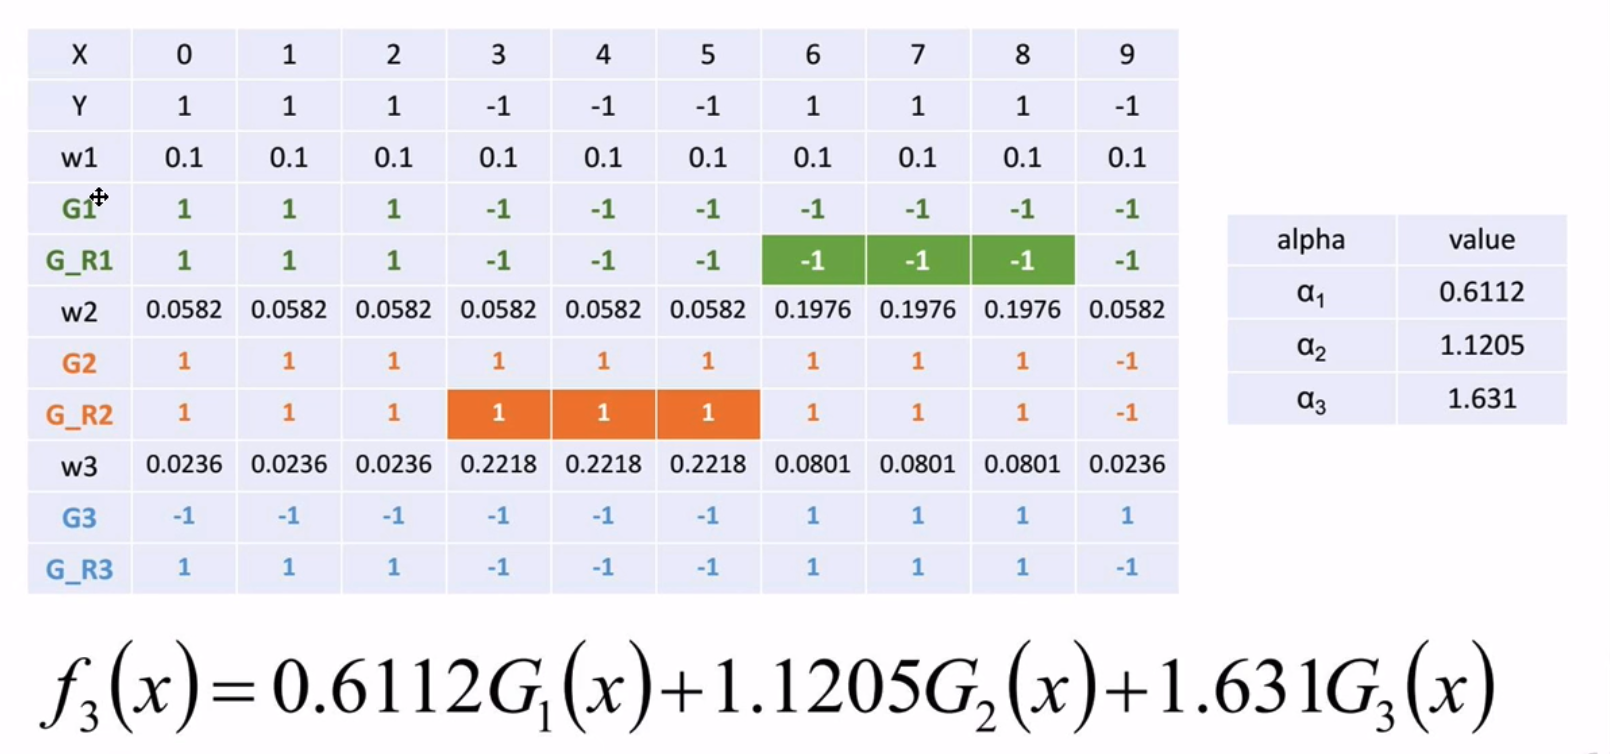 X 0 1 2 3 4 5 6 7 8 9
Y 1 1 1 -1 -1 -1 1 1 1 -1
w1 0.1 0.1 0.1 0.1 0.1 0.1 0.1 0.1 0.1 0.1
G1 1 1 1 -1 -1 -1 -1 -1 -1 -1
G_R1 1 1 1 -1 -1 -1 -1 -1 -1 -1
w2 0.0582 0.0582 0.0582 0.0582 0.0582 0.0582 0.1976 0.1976 0.1976 0.0582
G2 1 1 1 1 1 1 1 1 1 -1
G_R2 1 1 1 1 1 1 1 1 1 -1
w3 0.0236 0.0236 0.0236 0.2218 0.2218 0.2218 0.0801 0.0801 0.0801 0.0236
G3 -1 -1 -1 -1 -1 -1 1 1 1 1
G_R3 1 1 1 -1 -1 -1 1 1 1 -1
alpha value
α₁ 0.6112
α₂ 1.1205
α₃ 1.631
f₃(x)=0.6112G₁(x)+1.1205G₂(x)+1.631G₃(x)